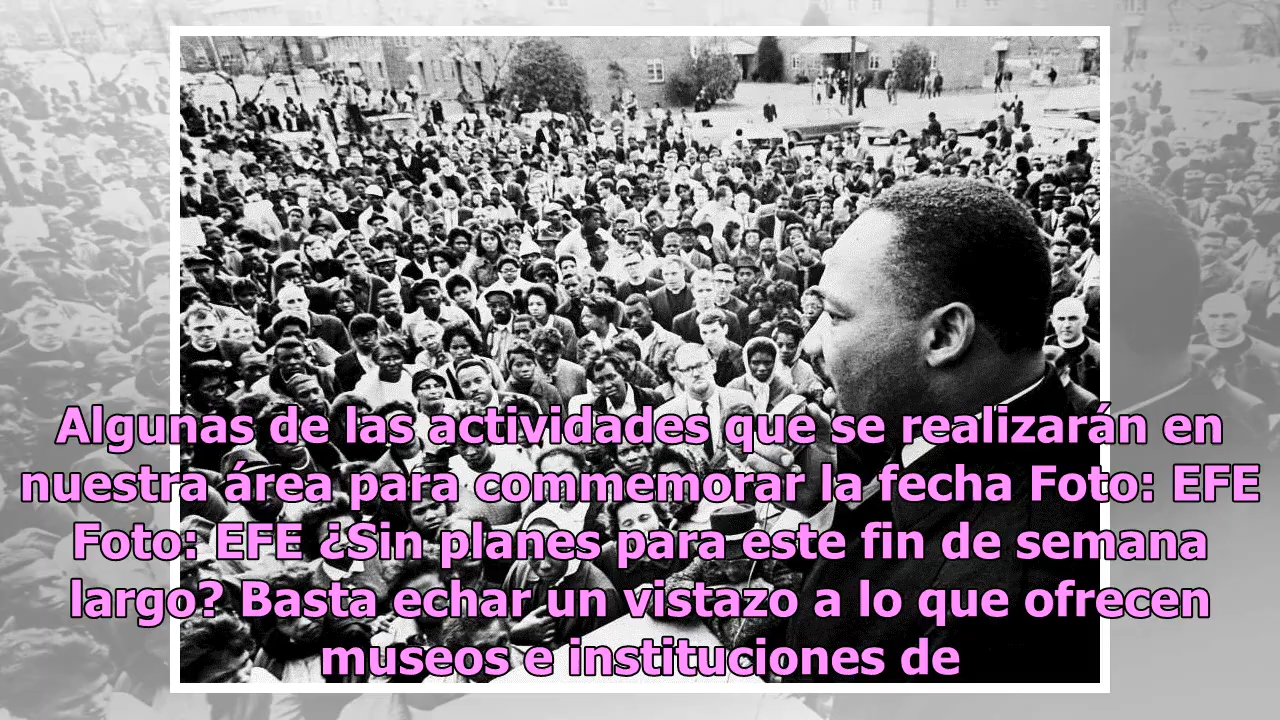 Algunas de las actividades que se realizarán en
nuestra área para commemorar la fecha Foto: EFE
Foto: EFE ¿Sin planes para este fin de semana
largo? Basta echar un vistazo a lo que ofrecen
museos e instituciones de